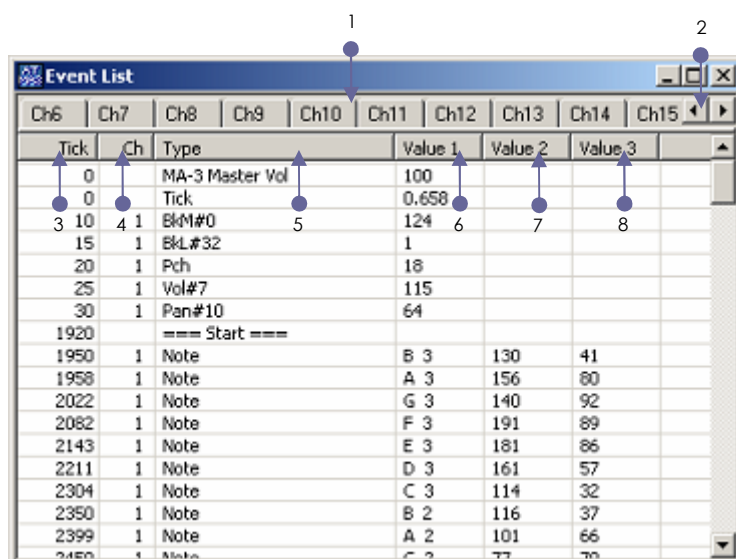 1
2
Event List
Ch6 Ch7 Ch8 Ch9 Ch10 Ch11 Ch12 Ch13 Ch14 Ch15
Tick Ch Type Value 1 Value 2 Value 3
0 MA-3 Master Vol 100
0 Tick 0.658
3 4 5 6 7 8
10 1 BkM#0 124
15 1 BkL#32 1
20 1 Pch 18
25 1 Vol#7 115
30 1 Pan#10 64
1920 === Start ===
1950 1 Note B 3 130 41
1958 1 Note A 3 156 80
2022 1 Note G 3 140 92
2082 1 Note F 3 191 89
2143 1 Note E 3 181 86
2211 1 Note D 3 161 57
2304 1 Note C 3 114 32
2350 1 Note B 2 116 37
2399 1 Note A 2 101 66
1 Note 77